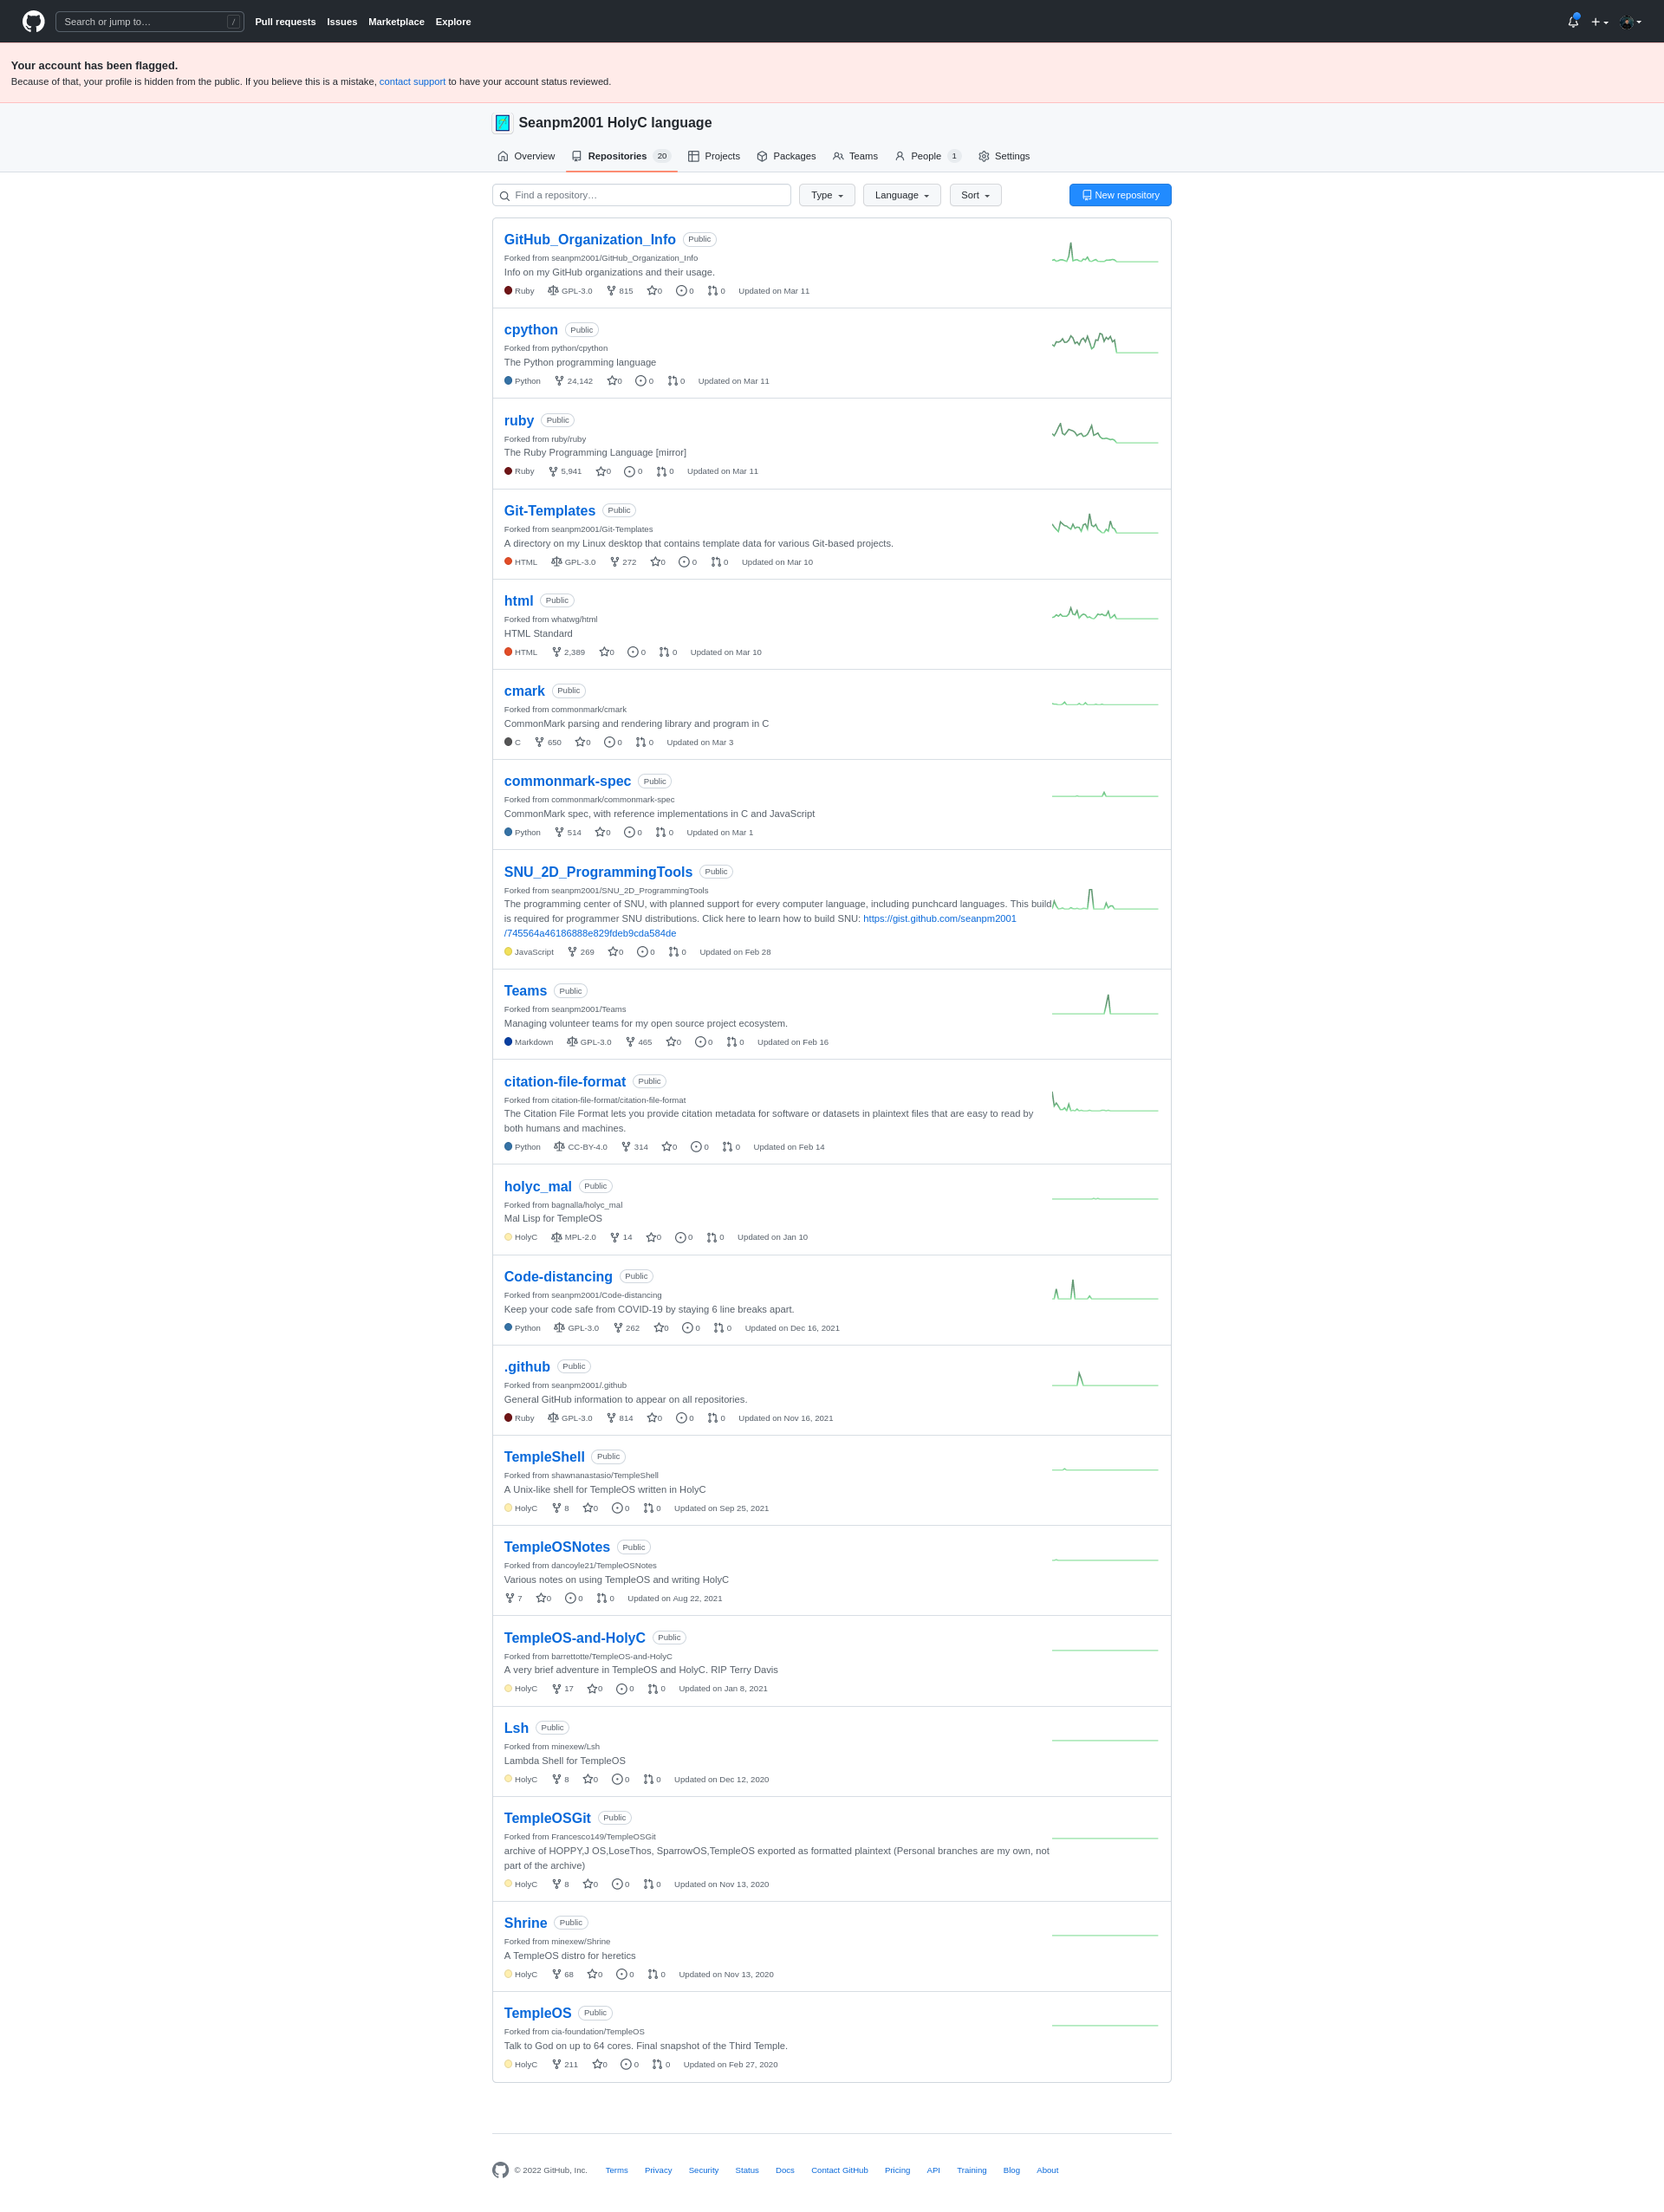 Search or jump to… /
Pull requests Issues Marketplace Explore
Your account has been flagged.
Because of that, your profile is hidden from the public. If you believe this is a mistake, contact support to have your account status reviewed.
Seanpm2001 HolyC language
Overview Repositories 20 Projects Packages Teams People 1 Settings
Find a repository… Type Language Sort New repository
GitHub_Organization_Info Public
Forked from seanpm2001/GitHub_Organization_Info
Info on my GitHub organizations and their usage.
Ruby GPL-3.0 815 0 0 0 Updated on Mar 11
cpython Public
Forked from python/cpython
The Python programming language
Python 24,142 0 0 0 Updated on Mar 11
ruby Public
Forked from ruby/ruby
The Ruby Programming Language [mirror]
Ruby 5,941 0 0 0 Updated on Mar 11
Git-Templates Public
Forked from seanpm2001/Git-Templates
A directory on my Linux desktop that contains template data for various Git-based projects.
HTML GPL-3.0 272 0 0 0 Updated on Mar 10
html Public
Forked from whatwg/html
HTML Standard
HTML 2,389 0 0 0 Updated on Mar 10
cmark Public
Forked from commonmark/cmark
CommonMark parsing and rendering library and program in C
C 650 0 0 0 Updated on Mar 3
commonmark-spec Public
Forked from commonmark/commonmark-spec
CommonMark spec, with reference implementations in C and JavaScript
Python 514 0 0 0 Updated on Mar 1
SNU_2D_ProgrammingTools Public
Forked from seanpm2001/SNU_2D_ProgrammingTools
The programming center of SNU, with planned support for every computer language, including punchcard languages. This build
is required for programmer SNU distributions. Click here to learn how to build SNU: https://gist.github.com/seanpm2001
/745564a46186888e829fdeb9cda584de
JavaScript 269 0 0 0 Updated on Feb 28
Teams Public
Forked from seanpm2001/Teams
Managing volunteer teams for my open source project ecosystem.
Markdown GPL-3.0 465 0 0 0 Updated on Feb 16
citation-file-format Public
Forked from citation-file-format/citation-file-format
The Citation File Format lets you provide citation metadata for software or datasets in plaintext files that are easy to read by
both humans and machines.
Python CC-BY-4.0 314 0 0 0 Updated on Feb 14
holyc_mal Public
Forked from bagnalla/holyc_mal
Mal Lisp for TempleOS
HolyC MPL-2.0 14 0 0 0 Updated on Jan 10
Code-distancing Public
Forked from seanpm2001/Code-distancing
Keep your code safe from COVID-19 by staying 6 line breaks apart.
Python GPL-3.0 262 0 0 0 Updated on Dec 16, 2021
.github Public
Forked from seanpm2001/.github
General GitHub information to appear on all repositories.
Ruby GPL-3.0 814 0 0 0 Updated on Nov 16, 2021
TempleShell Public
Forked from shawnanastasio/TempleShell
A Unix-like shell for TempleOS written in HolyC
HolyC 8 0 0 0 Updated on Sep 25, 2021
TempleOSNotes Public
Forked from dancoyle21/TempleOSNotes
Various notes on using TempleOS and writing HolyC
7 0 0 0 Updated on Aug 22, 2021
TempleOS-and-HolyC Public
Forked from barrettotte/TempleOS-and-HolyC
A very brief adventure in TempleOS and HolyC. RIP Terry Davis
HolyC 17 0 0 0 Updated on Jan 8, 2021
Lsh Public
Forked from minexew/Lsh
Lambda Shell for TempleOS
HolyC 8 0 0 0 Updated on Dec 12, 2020
TempleOSGit Public
Forked from Francesco149/TempleOSGit
archive of HOPPY,J OS,LoseThos, SparrowOS,TempleOS exported as formatted plaintext (Personal branches are my own, not
part of the archive)
HolyC 8 0 0 0 Updated on Nov 13, 2020
Shrine Public
Forked from minexew/Shrine
A TempleOS distro for heretics
HolyC 68 0 0 0 Updated on Nov 13, 2020
TempleOS Public
Forked from cia-foundation/TempleOS
Talk to God on up to 64 cores. Final snapshot of the Third Temple.
HolyC 211 0 0 0 Updated on Feb 27, 2020
© 2022 GitHub, Inc. Terms Privacy Security Status Docs Contact GitHub Pricing API Training Blog About